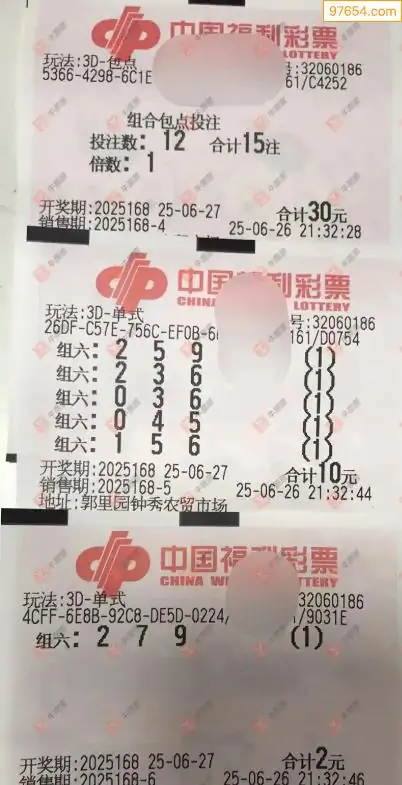 97654.com
中国福利彩票
LOTTERY
玩法:3D-包点
号:32060186
5366-4298-6C1E
61/C4252
组合包点投注
投注数: 12 合计15注
倍数: 1
开奖期:2025168 25-06-27 合计30元
销售期:2025168-4 25-06-26 21:32:28
中国福利彩票
CHINA LOTTERY
玩法:3D-单式
号:32060186
26DF-C57E-756C-EF0B-6
161/D0754
组六: 2 5 9 (1)
组六: 2 3 6 (1)
组六: 0 3 6 (1)
组六: 0 4 5 (1)
组六: 1 5 6 (1)
开奖期:2025168 25-06-27 合计10元
销售期:2025168-5 25-06-26 21:32:44
地址:郭里园钟秀农贸市场
中国福利彩票
CHINA W LOTTERY
玩法:3D-单式
32060186
4CFF-6E8B-92C8-DE5D-0224/
/9031E
组六: 2 7 9 (1)
开奖期:2025168 25-06-27 合计2元
销售期:2025168-6 25-06-26 21:32:46